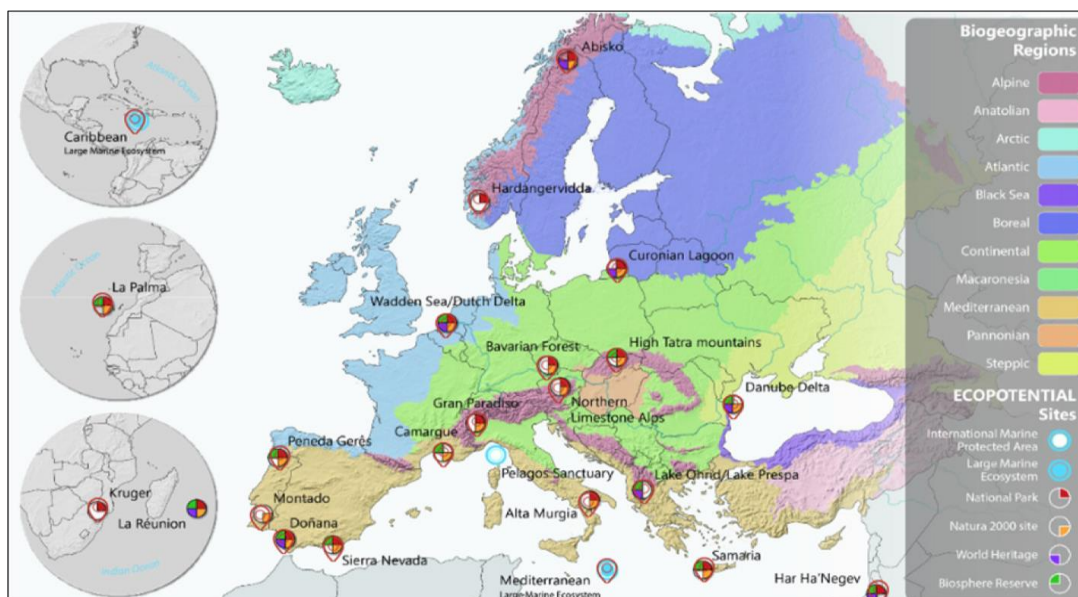 Atlantic Ocean
Caribbean
Large Marine Ecosystem
Atlantic Ocean
La Palma
Kruger
La Réunion
Indian Ocean
Abisko
Hardangervidda
Curonian Lagoon
Wadden Sea/Dutch Delta
Bavarian Forest
High Tatra mountains
Danube Delta
Gran Paradiso
Northern
Limestone Alps
Camargue
Peneda Gerês
Pelagos Sanctuary
Lake Ohrid/Lake Prespa
Montado
Alta Murgia
Doñana
Sierra Nevada
Samaria
Mediterranean
Large Marine Ecosystem
Har Ha'Negev
Biogeographic
Regions
Alpine
Anatolian
Arctic
Atlantic
Black Sea
Boreal
Continental
Macaronesia
Mediterranean
Pannonian
Steppic
ECOPOTENTIAL
Sites
International Marine
Protected Area
Large Marine
Ecosystem
National Park
Natura 2000 site
World Heritage
Biosphere Reserve